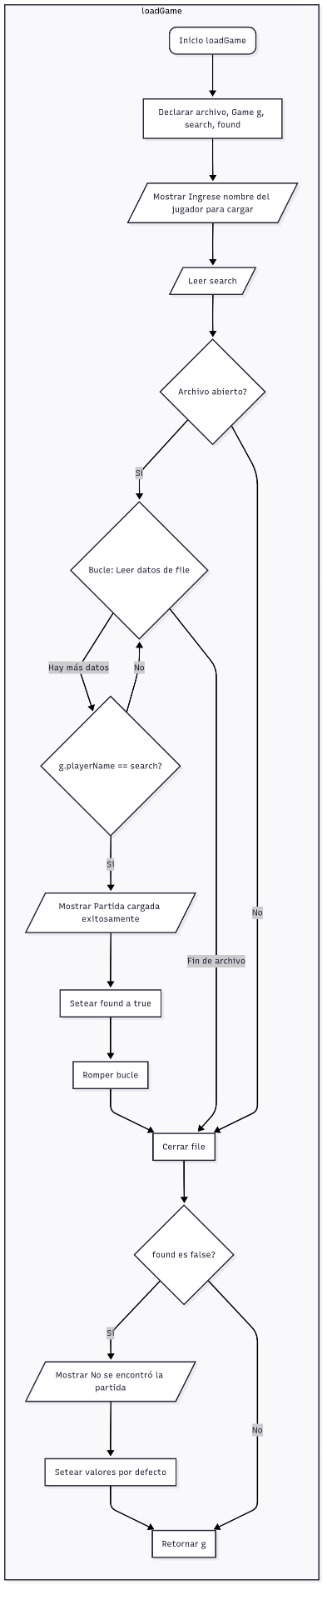 loadGame
Inicio loadGame
Declarar archivo, Game g,
search, found
Mostrar Ingrese nombre del
jugador para cargar
Leer search
Archivo abierto?
Sí
Bucle: Leer datos de file
Hay más datos
No
g.playerName == search?
Sí
Mostrar Partida cargada
exitosamente
No
Fin de archivo
Setear found a true
Romper bucle
Cerrar file
found es false?
Sí
Mostrar No se encontró la
partida
No
Setear valores por defecto
Retornar g